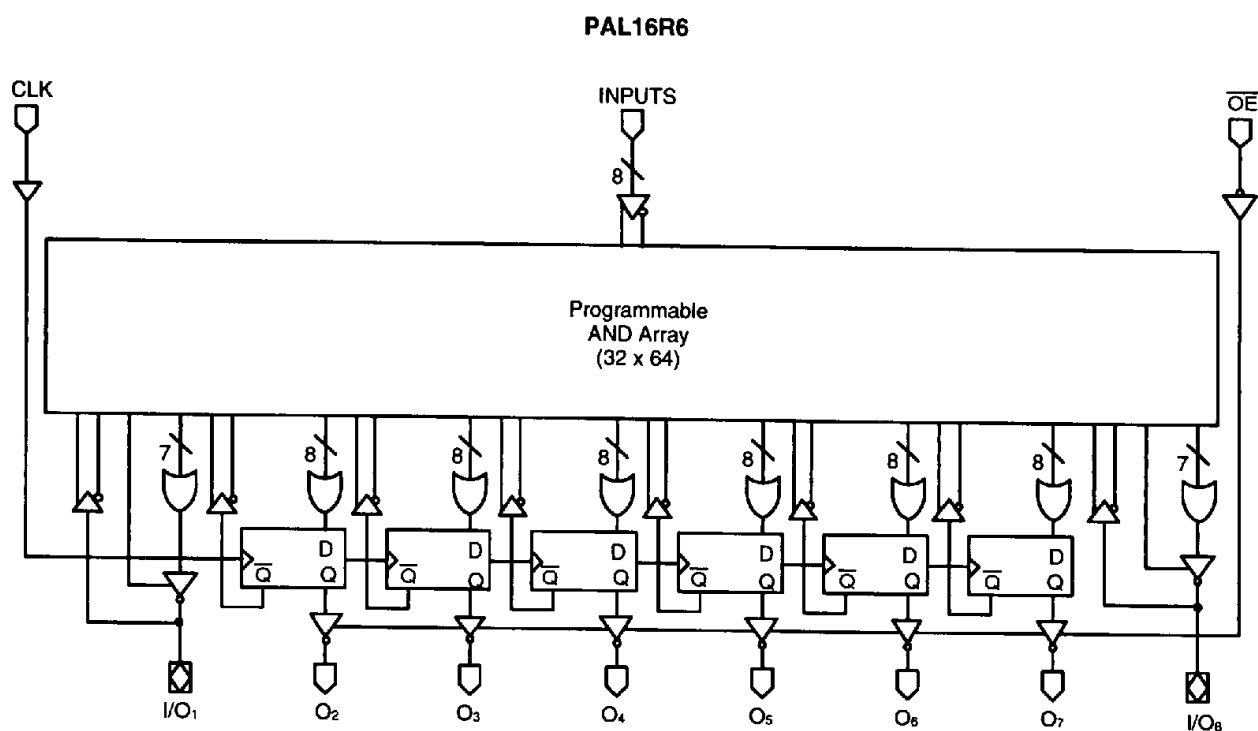 PAL16R6
CLK
INPUTS
OE
8
Programmable
AND Array
(32 x 64)
7 8 8 8 8 8 8 7
D D D D D D
Q Q Q Q Q Q Q Q Q Q Q Q
I/O1 O2 O3 O4 O5 O6 O7 I/O8